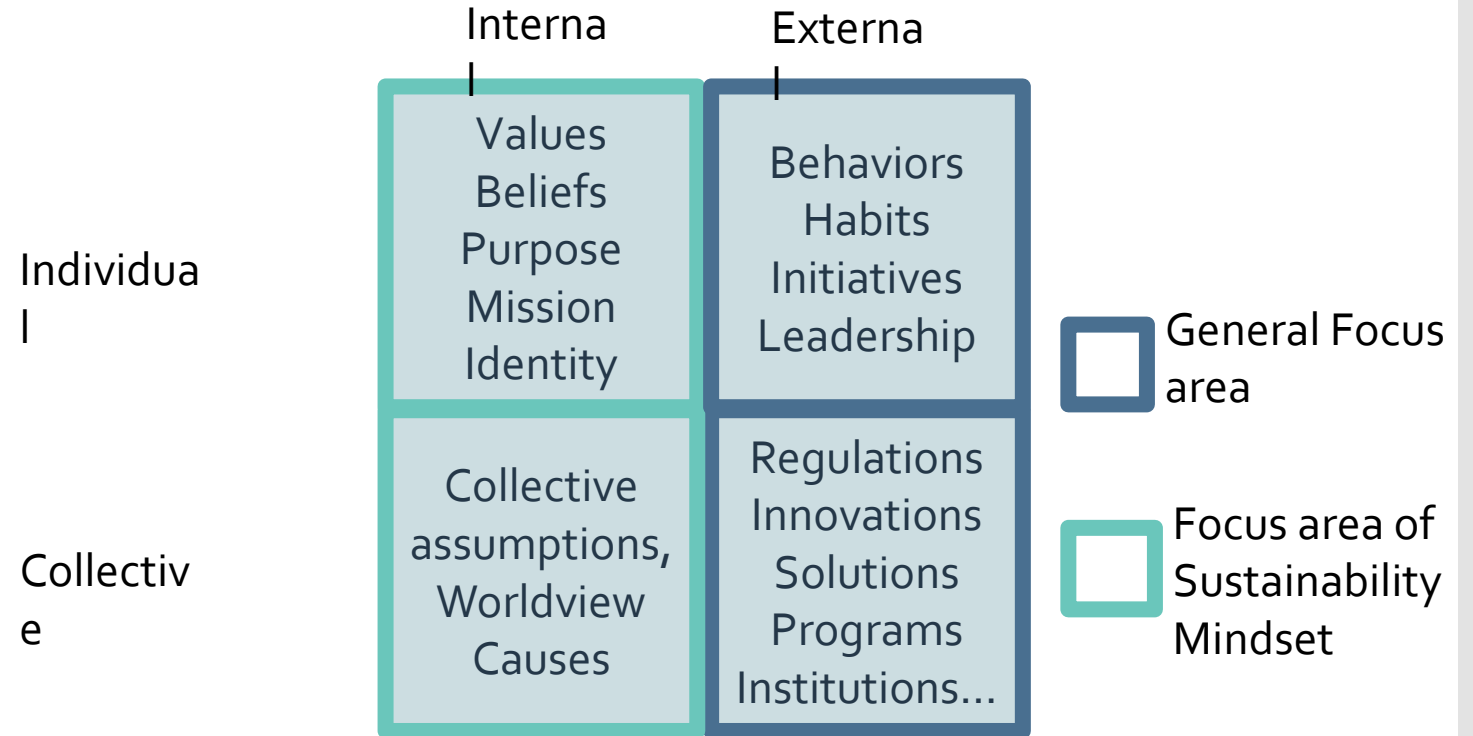 Interna
l
Externa
l
Individua
l
Values
Beliefs
Purpose
Mission
Identity
Behaviors
Habits
Initiatives
Leadership
Collectiv
e
Collective
assumptions,
Worldview
Causes
Regulations
Innovations
Solutions
Programs
Institutions...
General Focus
area
Focus area of
Sustainability
Mindset